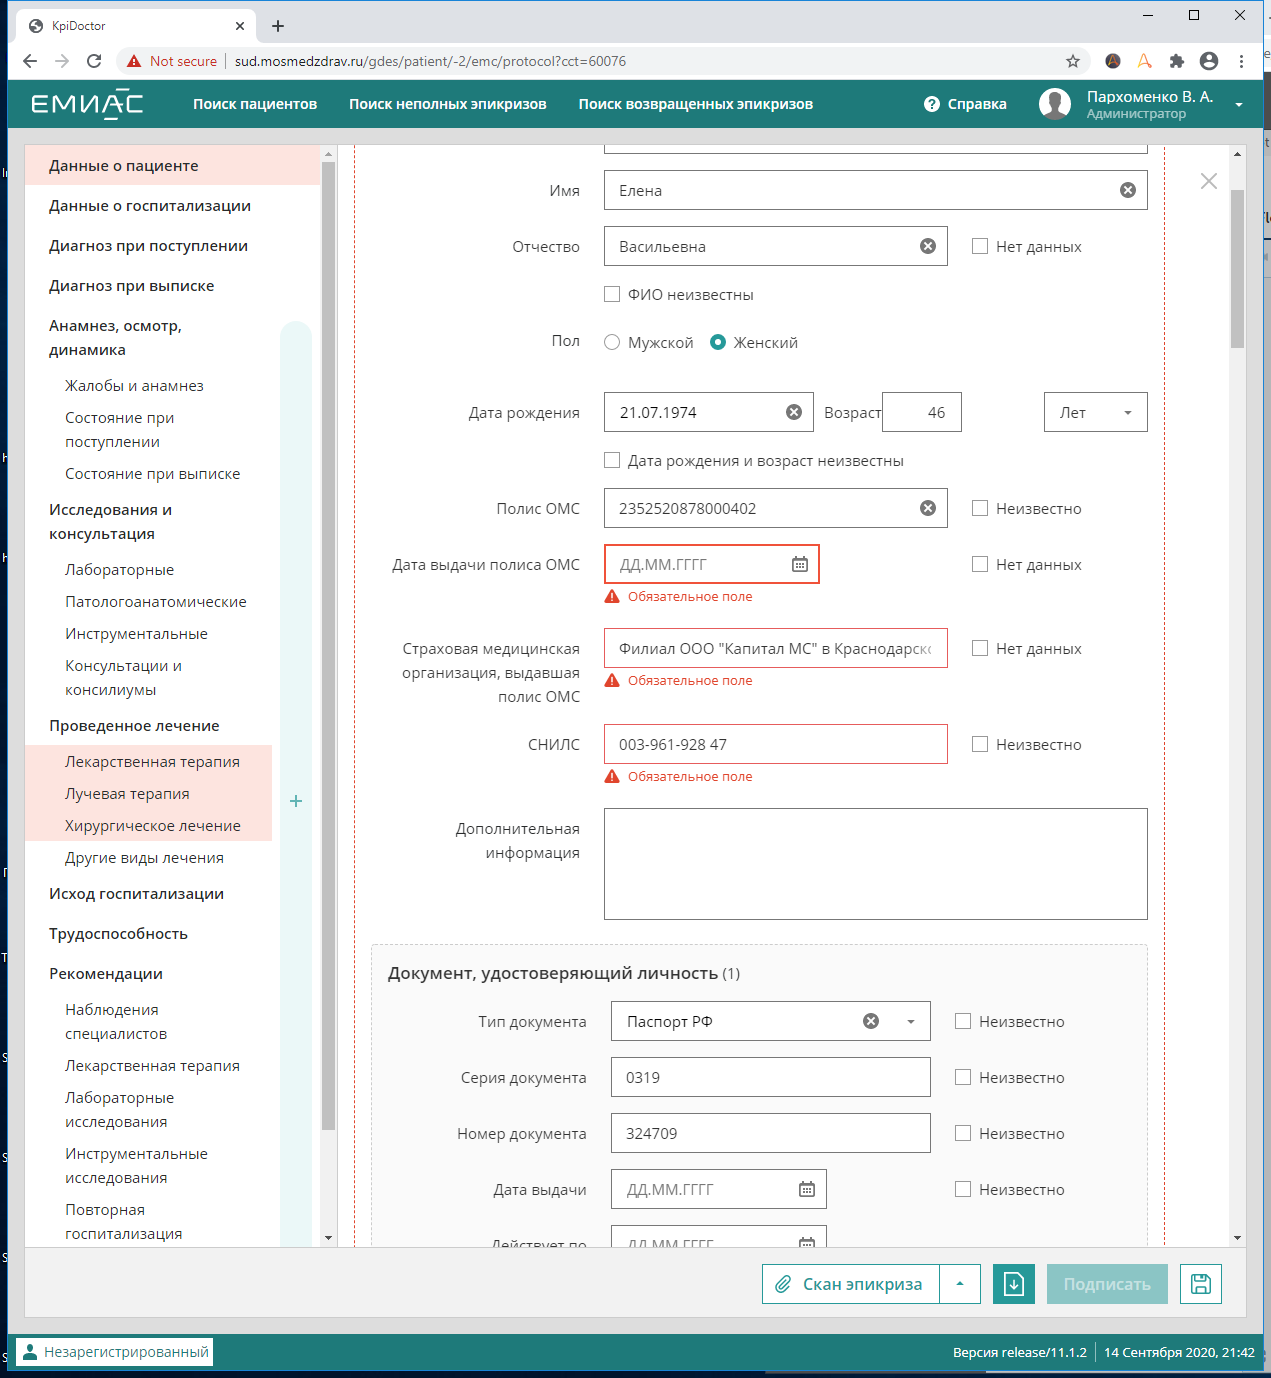 KpiDoctor
Not secure
sud.mosmedzdrav.ru/gdes/patient/-2/emc/protocol?cct=60076
ЕМИАС
Поиск пациентов
Поиск неполных эпикризов
Поиск возвращенных эпикризов
Справка
Пархоменко В. А.
Администратор
Данные о пациенте
Данные о госпитализации
Диагноз при поступлении
Диагноз при выписке
Анамнез, осмотр,
динамика
Жалобы и анамнез
Состояние при
поступлении
Состояние при выписке
Исследования и
консультация
Лабораторные
Патологоанатомические
Инструментальные
Консультации и
консилиумы
Проведенное лечение
Лекарственная терапия
Лучевая терапия
Хирургическое лечение
Другие виды лечения
Исход госпитализации
Трудоспособность
Рекомендации
Наблюдения
специалистов
Лекарственная терапия
Лабораторные
исследования
Инструментальные
исследования
Повторная
госпитализация
Имя Елена
Отчество Васильевна Нет данных
ФИО неизвестны
Пол Мужской Женский
Дата рождения 21.07.1974 Возраст 46 Лет
Дата рождения и возраст неизвестны
Полис ОМС 2352520878000402 Неизвестно
Дата выдачи полиса ОМС ДД.ММ.ГГГГ Нет данных
Обязательное поле
Страховая медицинская
организация, выдавшая
полис ОМС
Филиал ООО "Капитал МС" в Краснодарско Нет данных
Обязательное поле
СНИЛС 003-961-928 47 Неизвестно
Обязательное поле
Дополнительная
информация
Документ, удостоверяющий личность (1)
Тип документа Паспорт РФ Неизвестно
Серия документа 0319 Неизвестно
Номер документа 324709 Неизвестно
Дата выдачи ДД.ММ.ГГГГ Неизвестно
Действует по ДД.ММ.ГГГГ
Скан эпикриза
Подписать
Незарегистрированный
Версия release/11.1.2
14 Сентября 2020, 21:42